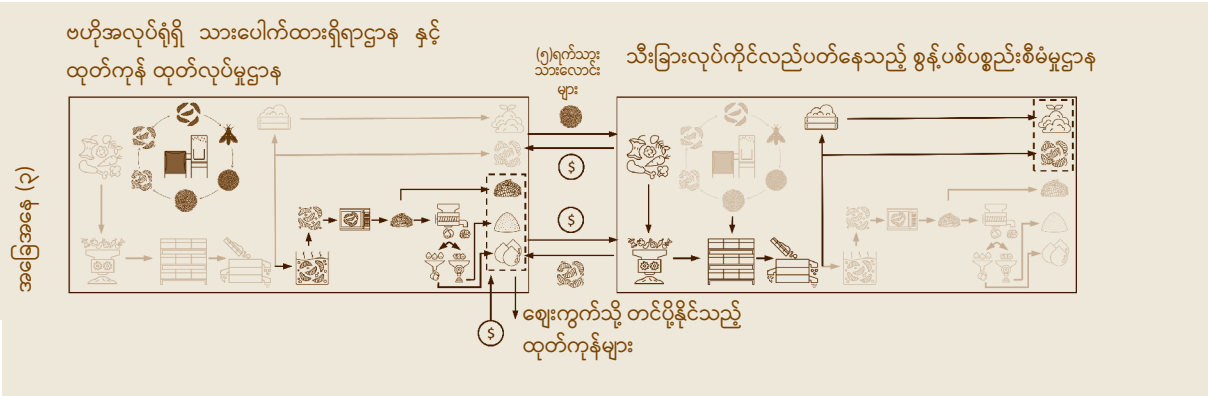 ဗဟိုအလုပ်ရုံရှိ သားပေါက်ထားရှိရာဌာန နှင့်
ထုတ်ကုန် ထုတ်လုပ်မှုဌာန
(၅)ရက်သား
သားလောင်း
များ
သီးခြားလုပ်ကိုင်လည်ပတ်နေသည့် စွန့်ပစ်ပစ္စည်းစီမံမှုဌာန
အခြေအနေ (၃)
$
$
$
ဈေးကွက်သို့ တင်ပို့နိုင်သည့်
ထုတ်ကုန်များ